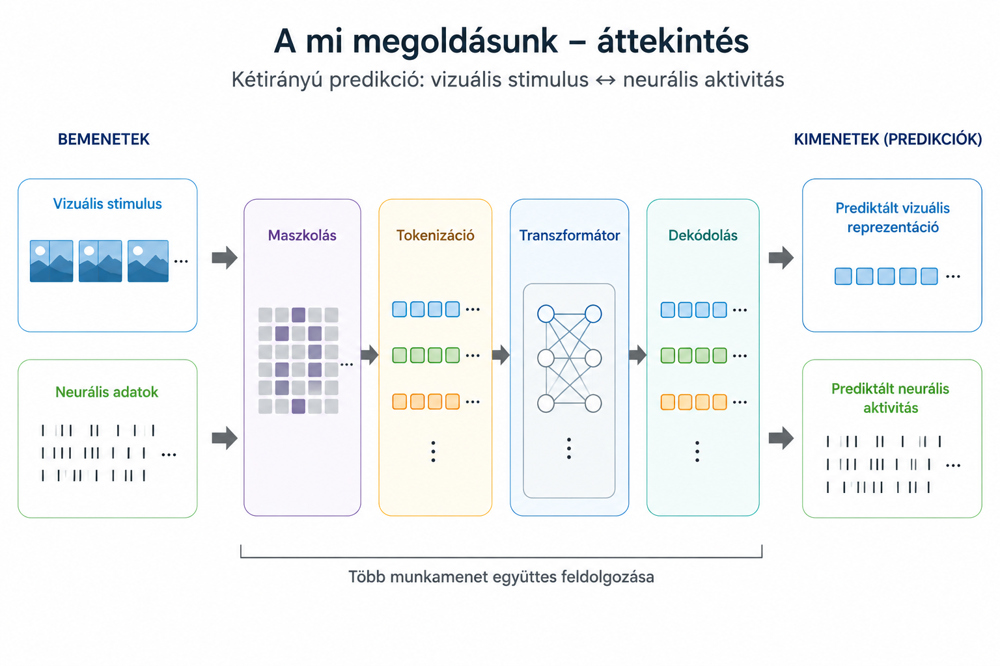 A mi megoldásunk – áttekintés
Kétirányú predikció: vizuális stimulus ↔ neurális aktivitás
BEMENETEK
KIMENETEK (PREDIKCIÓK)
Vizuális stimulus
...
Neurális adatok
...
Maszkolás
...
Tokenizáció
...
...
...
Transzformátor
Dekódolás
...
...
...
Prediktált vizuális
reprezentáció
...
Prediktált neurális
aktivitás
...
Több munkamenet együttes feldolgozása